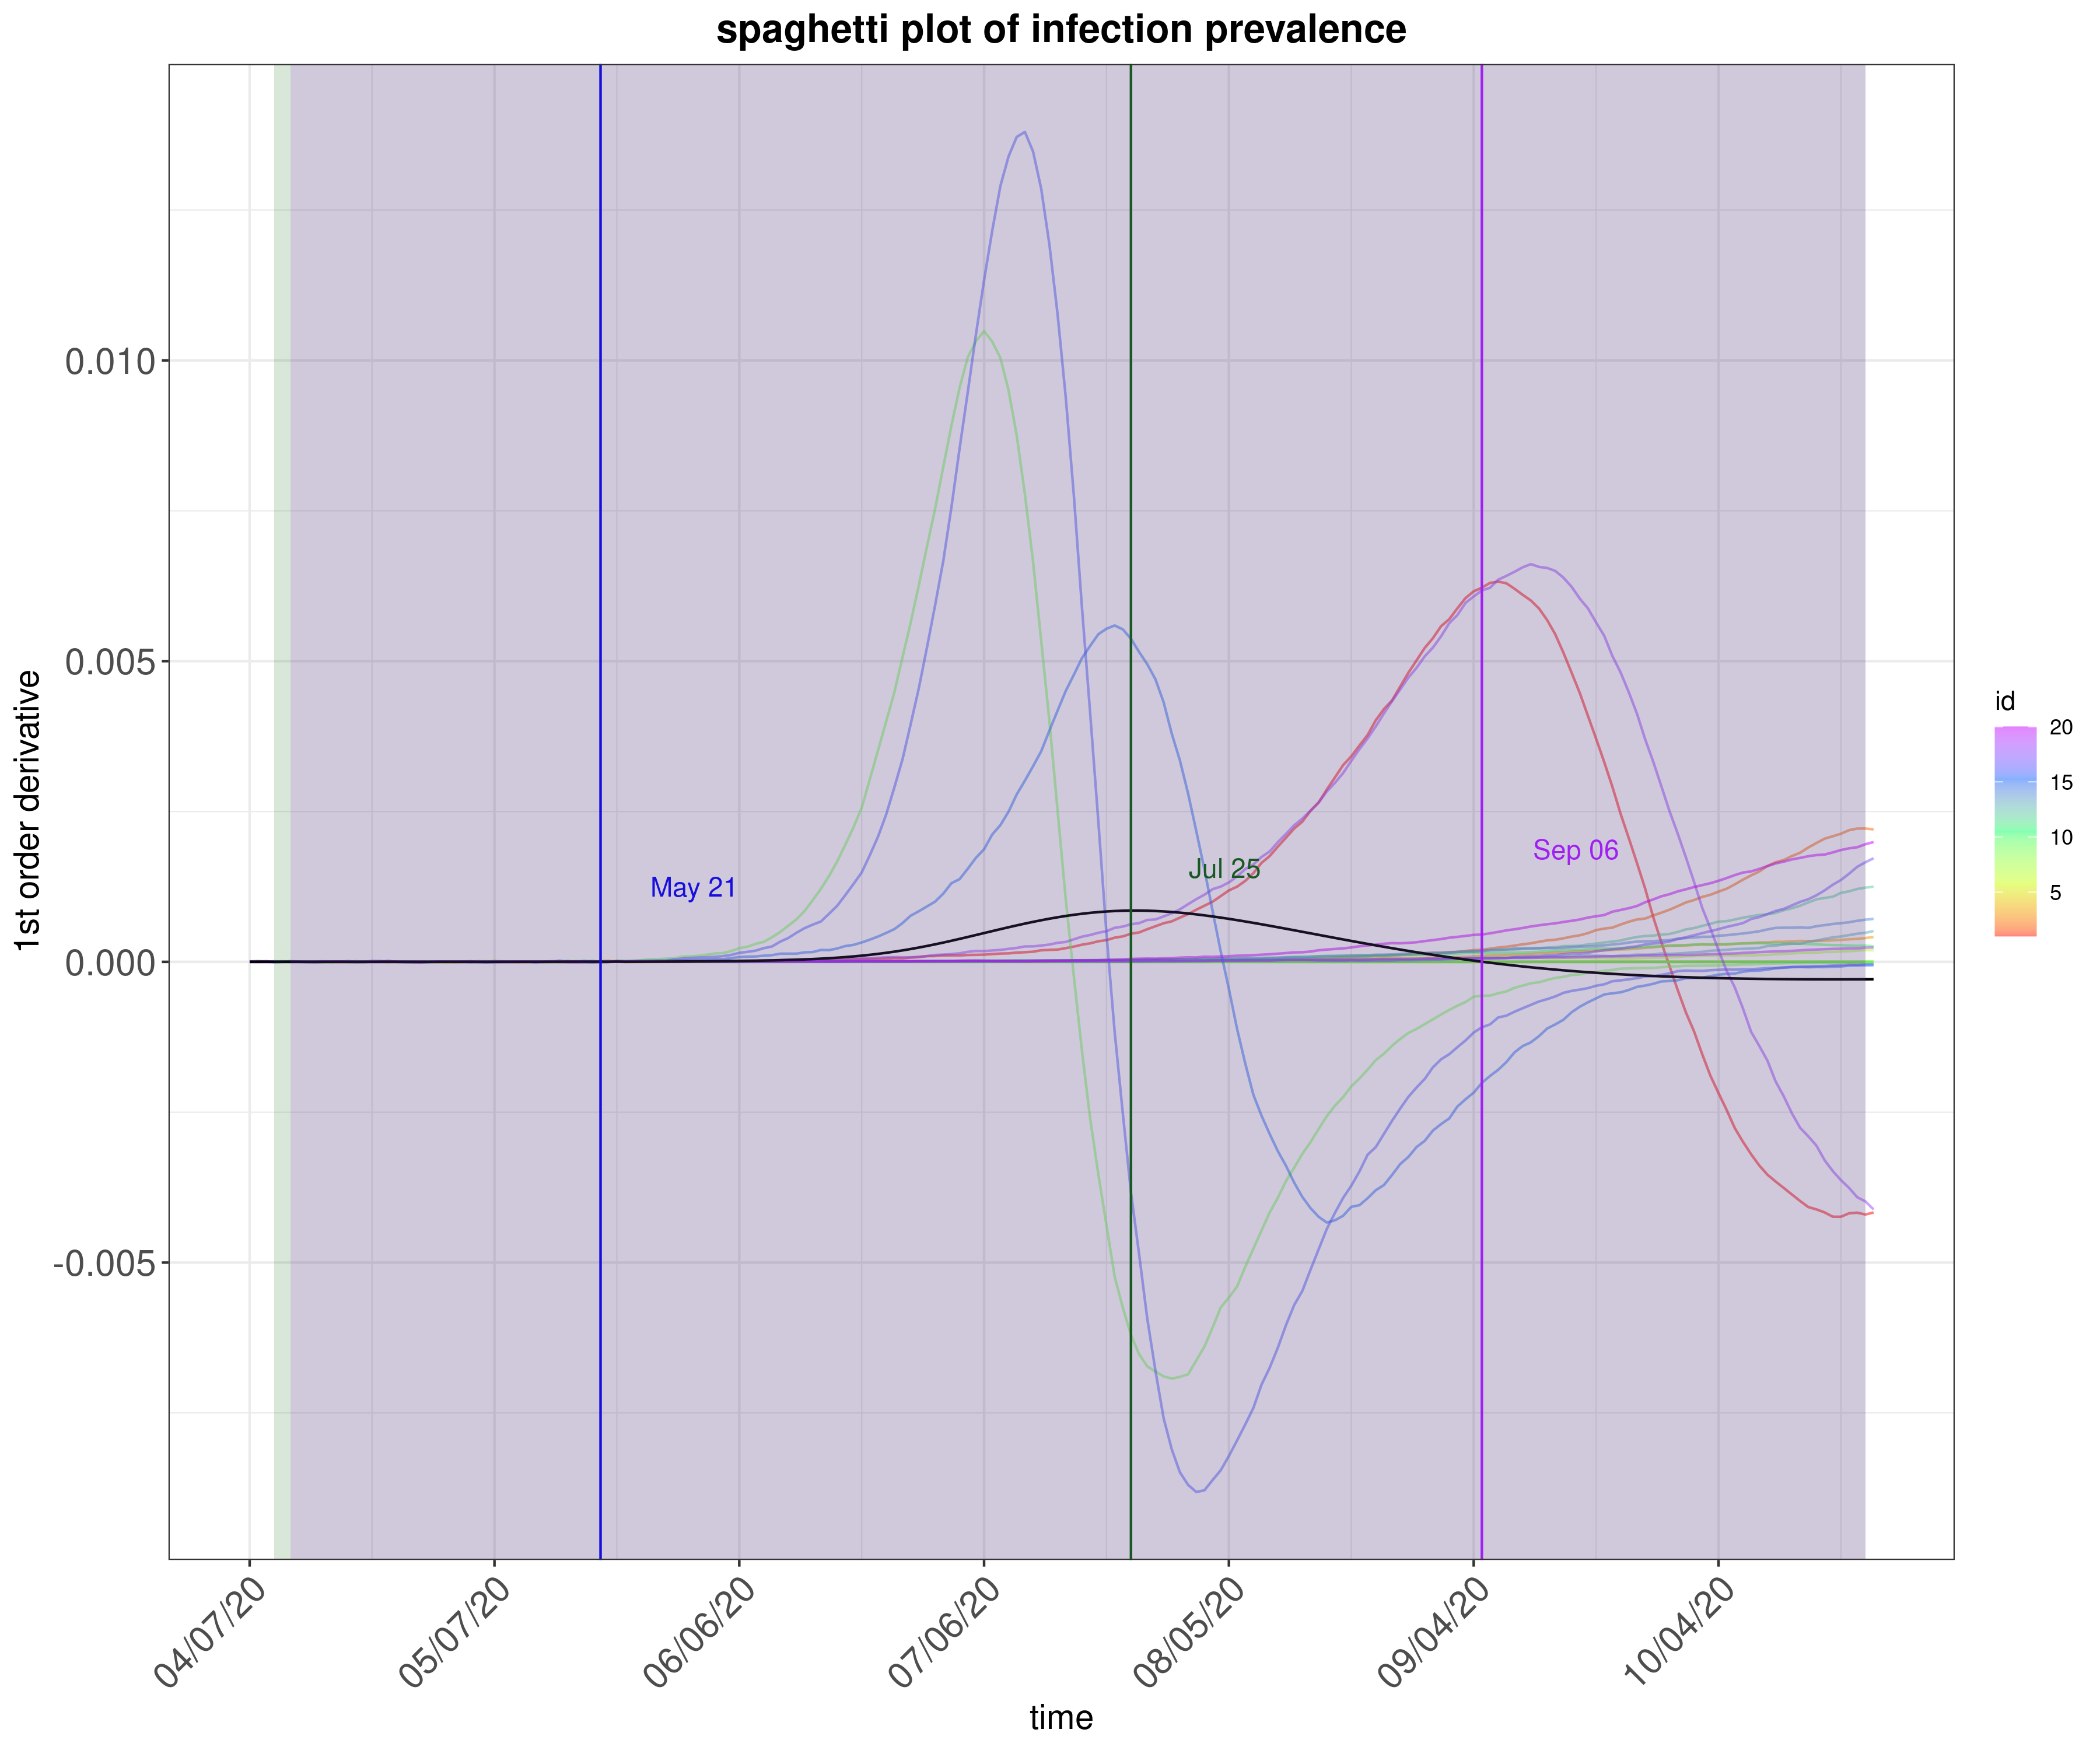 spaghetti plot of infection prevalence
1st order derivative
0.010
0.005
0.000
-0.005
May 21
Jul 25
Sep 06
04/07/20
05/07/20
06/06/20
07/06/20
08/05/20
09/04/20
10/04/20
time
id
20
15
10
5